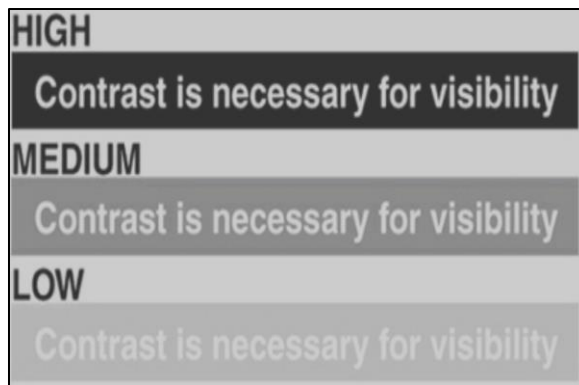 HIGH
Contrast is necessary for visibility
MEDIUM
Contrast is necessary for visibility
LOW
Contrast is necessary for visibility